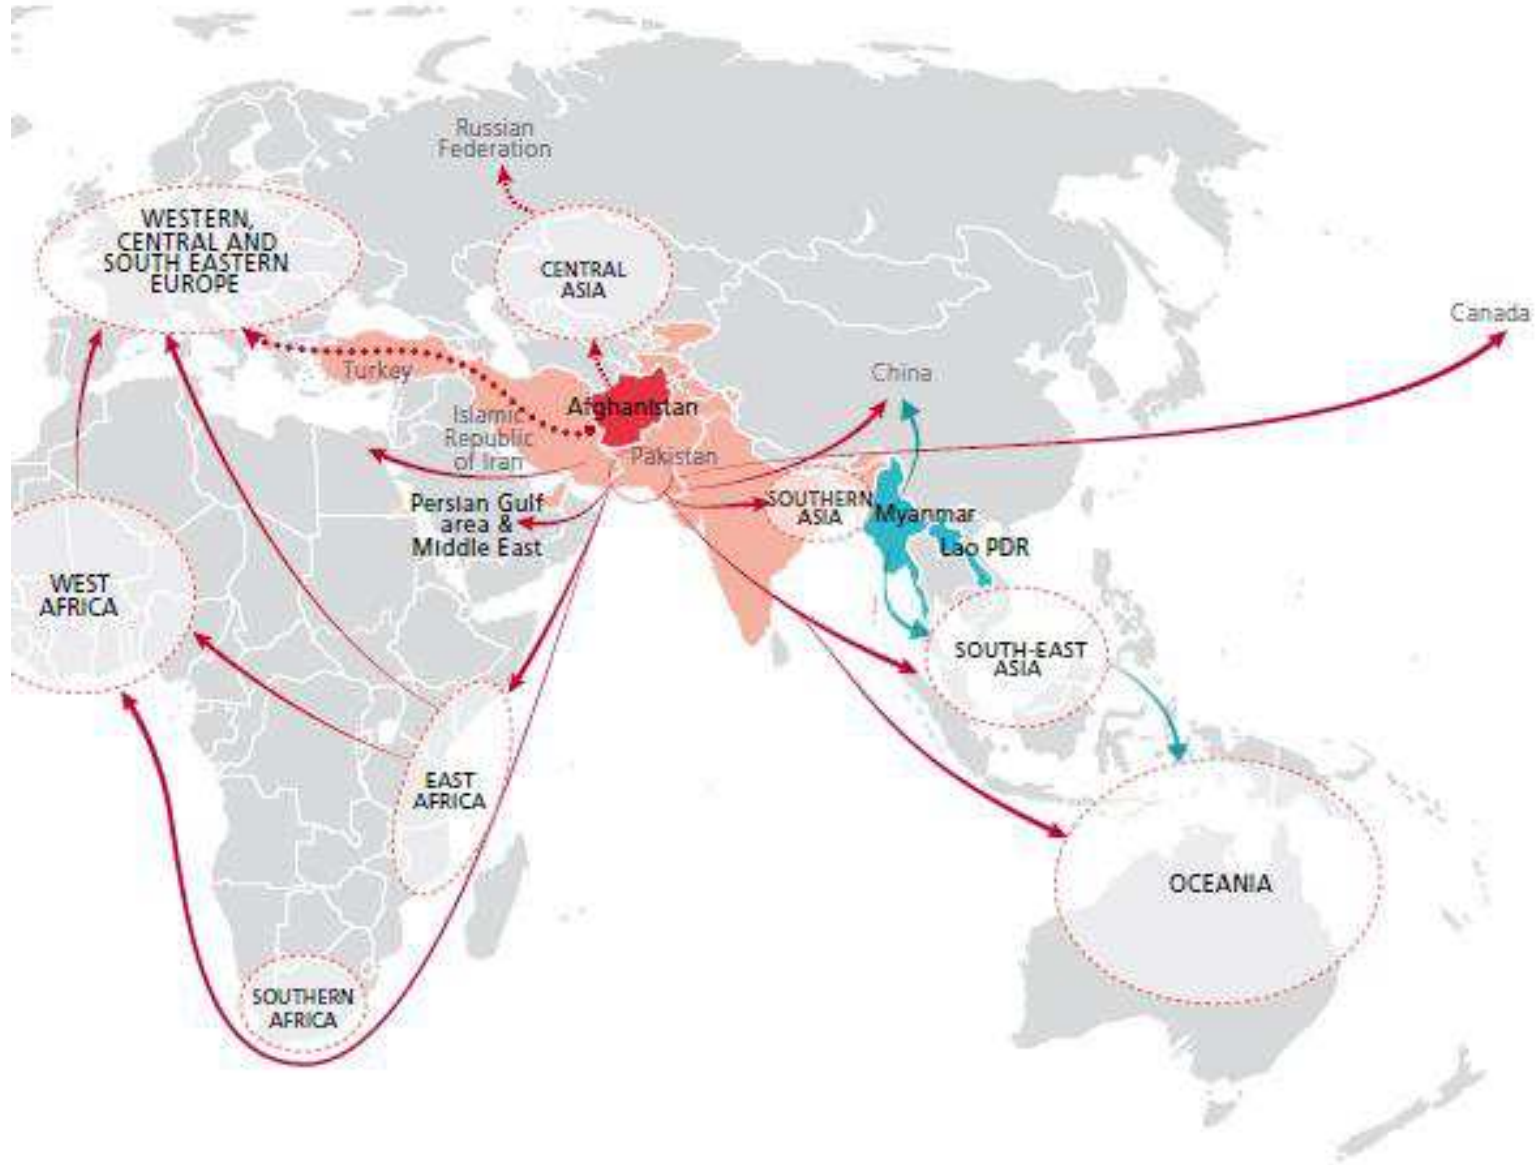 Russian
Federation
WESTERN,
CENTRAL AND
SOUTH EASTERN
EUROPE
CENTRAL
ASIA
Canada
Turkey
China
Afghanistan
Islamic
Republic
of Iran
Pakistan
Persian Gulf
area &
Middle East
SOUTHERN
ASIA
Myanmar
Lao PDR
WEST
AFRICA
SOUTH-EAST
ASIA
EAST
AFRICA
OCEANIA
SOUTHERN
AFRICA